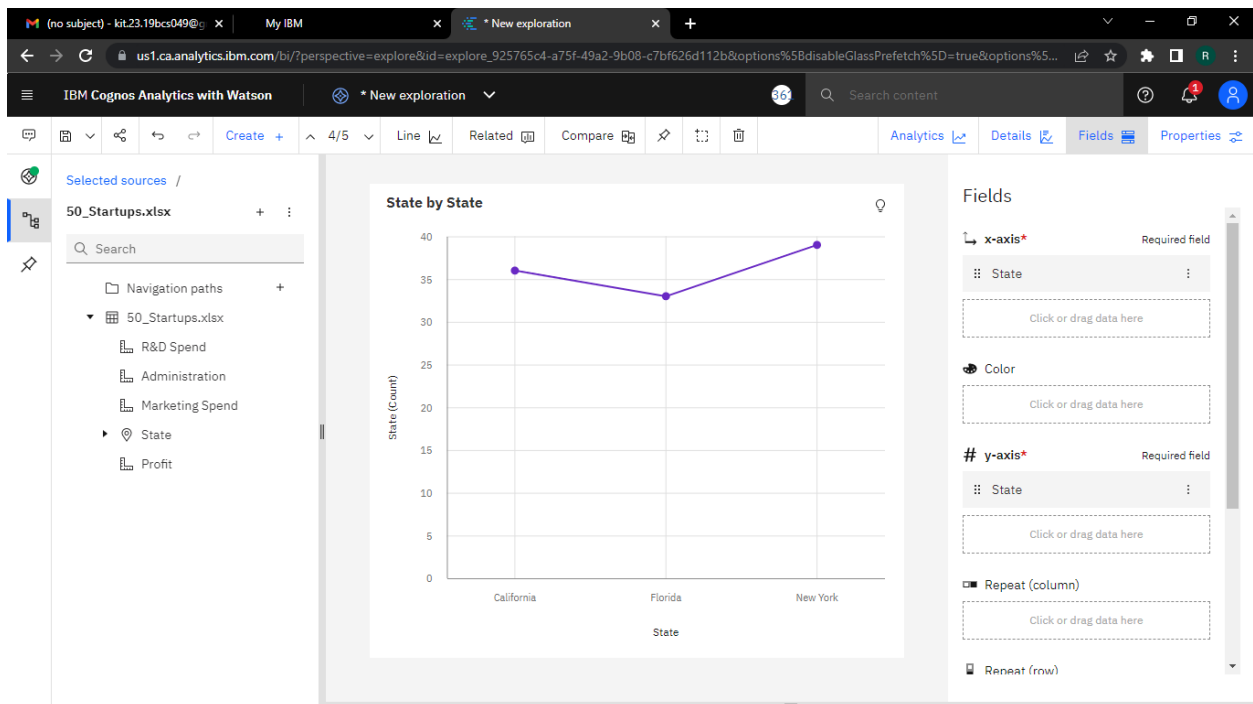 (no subject) - kit.23.19bcs049@g
My IBM
* New exploration
us1.ca.analytics.ibm.com/bi/?perspective=explore&id=explore_925765c4-a75f-49a2-9b08-c7bf626d112b&options%5BdisableGlassPrefetch%5D=true&options%5...
R
IBM Cognos Analytics with Watson
* New exploration
Search content
1
Create +
4/5
Line
Related
Compare
Analytics
Details
Fields
Properties
Selected sources /
50_Startups.xlsx
Search
Navigation paths
50_Startups.xlsx
R&D Spend
Administration
Marketing Spend
State
Profit
State by State
40
35
30
25
20
15
10
5
0
State (Count)
California Florida New York
State
Fields
x-axis* Required field
State
Click or drag data here
Color
Click or drag data here
# y-axis* Required field
State
Click or drag data here
Repeat (column)
Click or drag data here
Repeat (row)